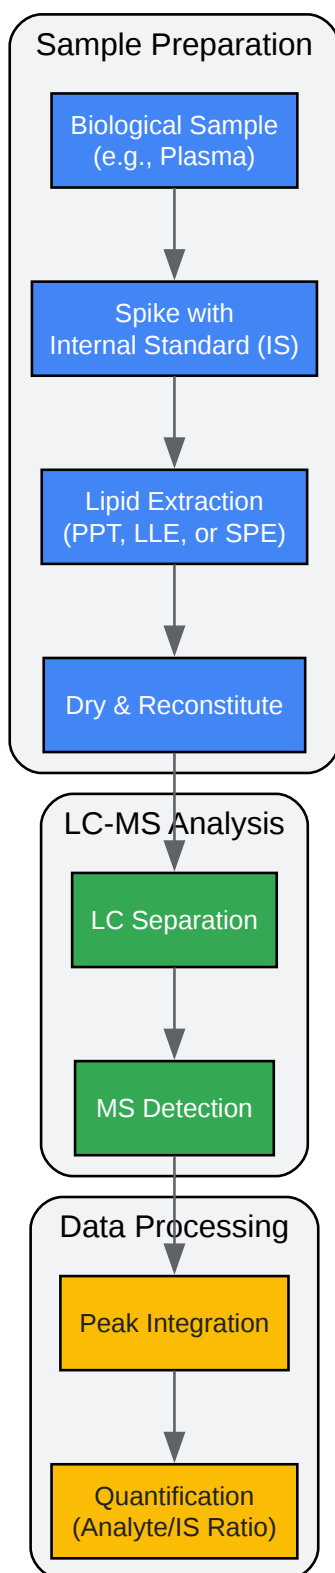 Sample Preparation
Biological Sample
(e.g., Plasma)
Spike with
Internal Standard (IS)
Lipid Extraction
(PPT, LLE, or SPE)
Dry & Reconstitute
LC-MS Analysis
LC Separation
MS Detection
Data Processing
Peak Integration
Quantification
(Analyte/IS Ratio)